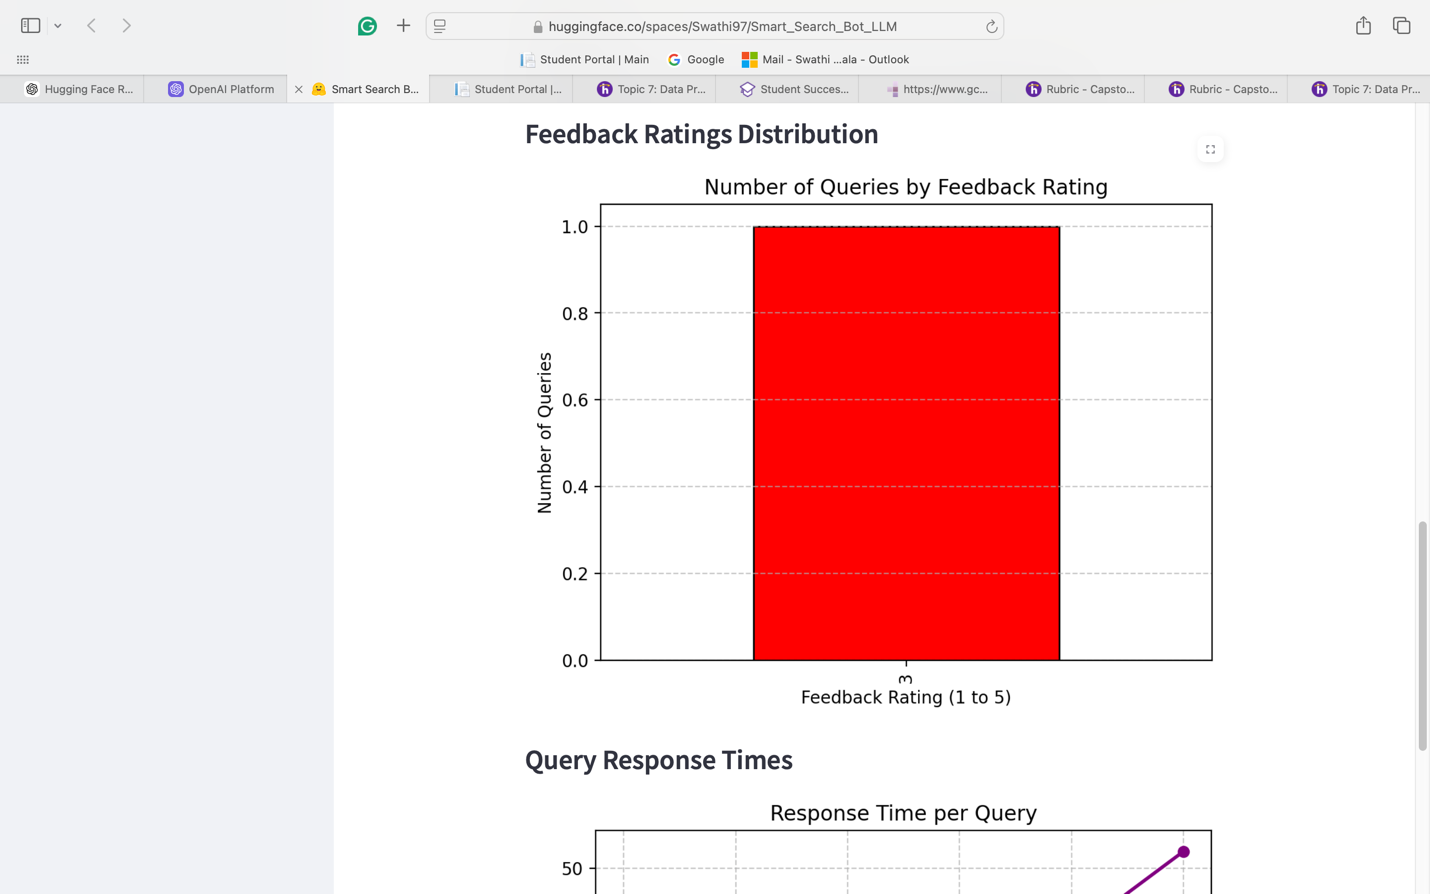 huggingface.co/spaces/Swathi97/Smart_Search_Bot_LLM
Student Portal | Main
Google
Mail - Swathi ...ala - Outlook
Hugging Face R...
OpenAI Platform
Smart Search B...
Student Portal |...
Topic 7: Data Pr...
Student Succes...
https://www.gc...
Rubric - Capsto...
Rubric - Capsto...
Topic 7: Data Pr...
Feedback Ratings Distribution
Number of Queries by Feedback Rating
1.0
0.8
0.6
0.4
0.2
0.0
Number of Queries
3
Feedback Rating (1 to 5)
Query Response Times
Response Time per Query
50